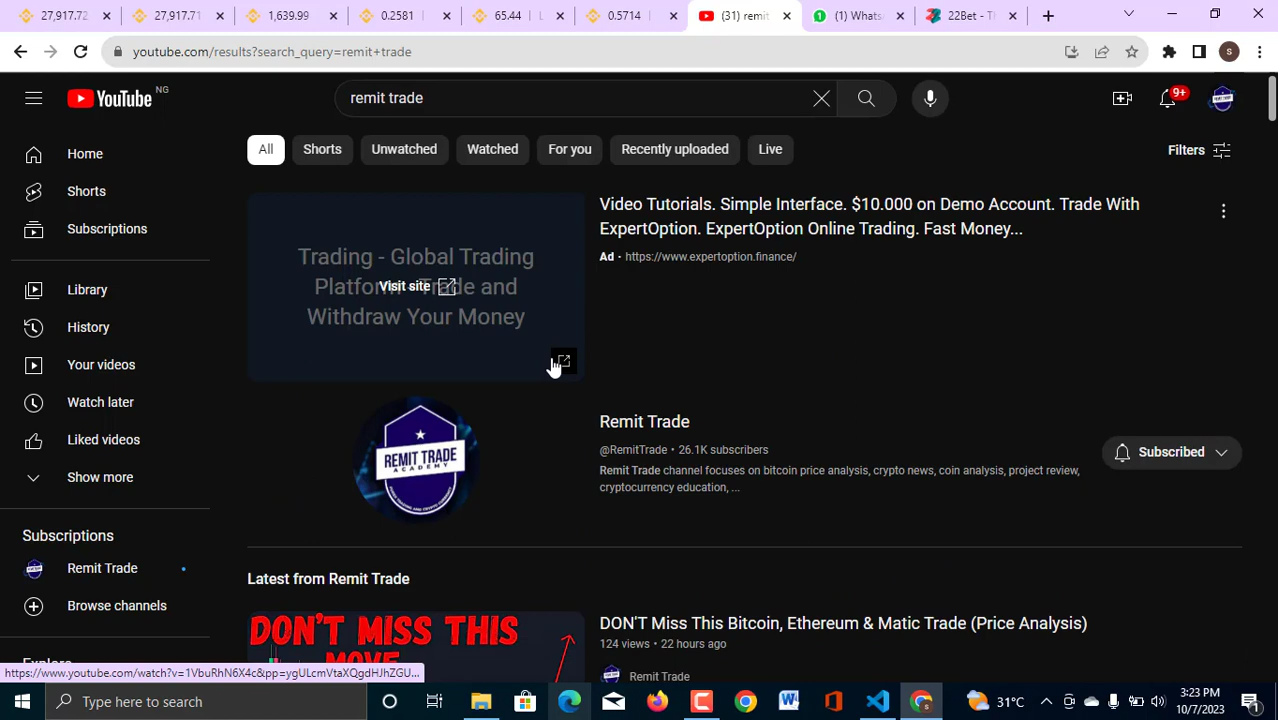 27,917.72
27,917.71
1,639.99
0.2581
65.44
0.5714
(31) remit
(1) Whats
22Bet - T
youtube.com/results?search_query=remit+trade
YouTube NG
remit trade
9+
All
Shorts
Unwatched
Watched
For you
Recently uploaded
Live
Filters
Home
Shorts
Subscriptions
Library
History
Your videos
Watch later
Liked videos
Show more
Subscriptions
Remit Trade
Browse channels
Trading - Global Trading
Platform - Trade and
Withdraw Your Money
Visit site
Video Tutorials. Simple Interface. $10.000 on Demo Account. Trade With
ExpertOption. ExpertOption Online Trading. Fast Money...
Ad · https://www.expertoption.finance/
REMIT TRADE
ACADEMY
Remit Trade
@RemitTrade • 26.1K subscribers
Remit Trade channel focuses on bitcoin price analysis, crypto news, coin analysis, project review,
cryptocurrency education, ...
Subscribed
Latest from Remit Trade
DON'T MISS THIS
DON'T Miss This Bitcoin, Ethereum & Matic Trade (Price Analysis)
124 views • 22 hours ago
Remit Trade
https://www.youtube.com/watch?v=1VbuRhN6X4c&pp=ygULcmVtaXQgdHJhZGU...
Type here to search
31°C
3:23 PM
10/7/2023